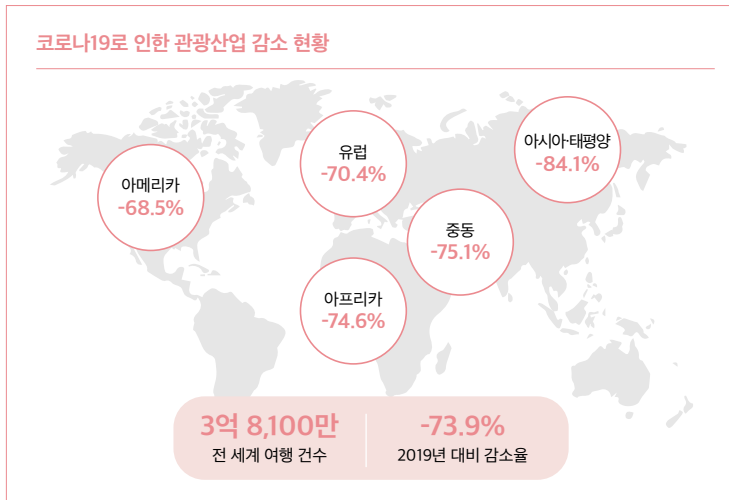 코로나19로 인한 관광산업 감소 현황
아메리카
-68.5%
유럽
-70.4%
아시아·태평양
-84.1%
중동
-75.1%
아프리카
-74.6%
3억 8,100만
전 세계 여행 건수
-73.9%
2019년 대비 감소율